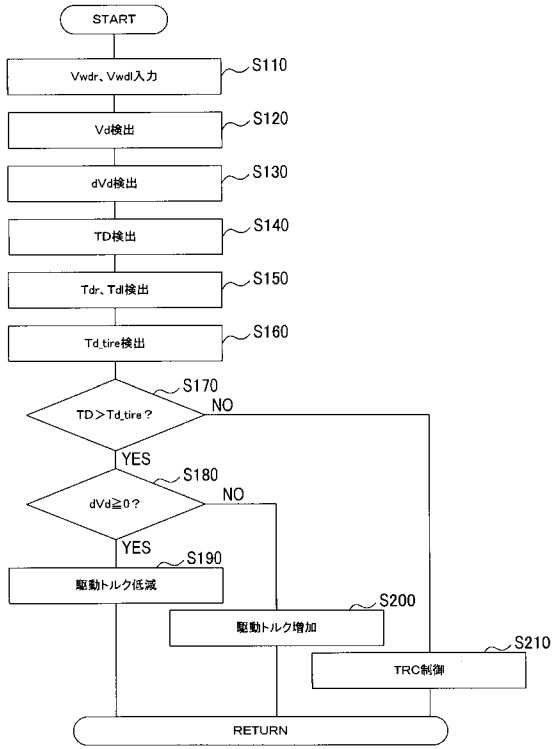 START
Vwdr、Vwdl入力
S110
Vd検出
S120
dVd検出
S130
TD検出
S140
Tdr、Tdl検出
S150
Td_tire検出
S160
TD>Td_tire?
S170
NO
YES
dVd≧0?
S180
NO
YES
駆動トルク低減
S190
駆動トルク増加
S200
TRC制御
S210
RETURN